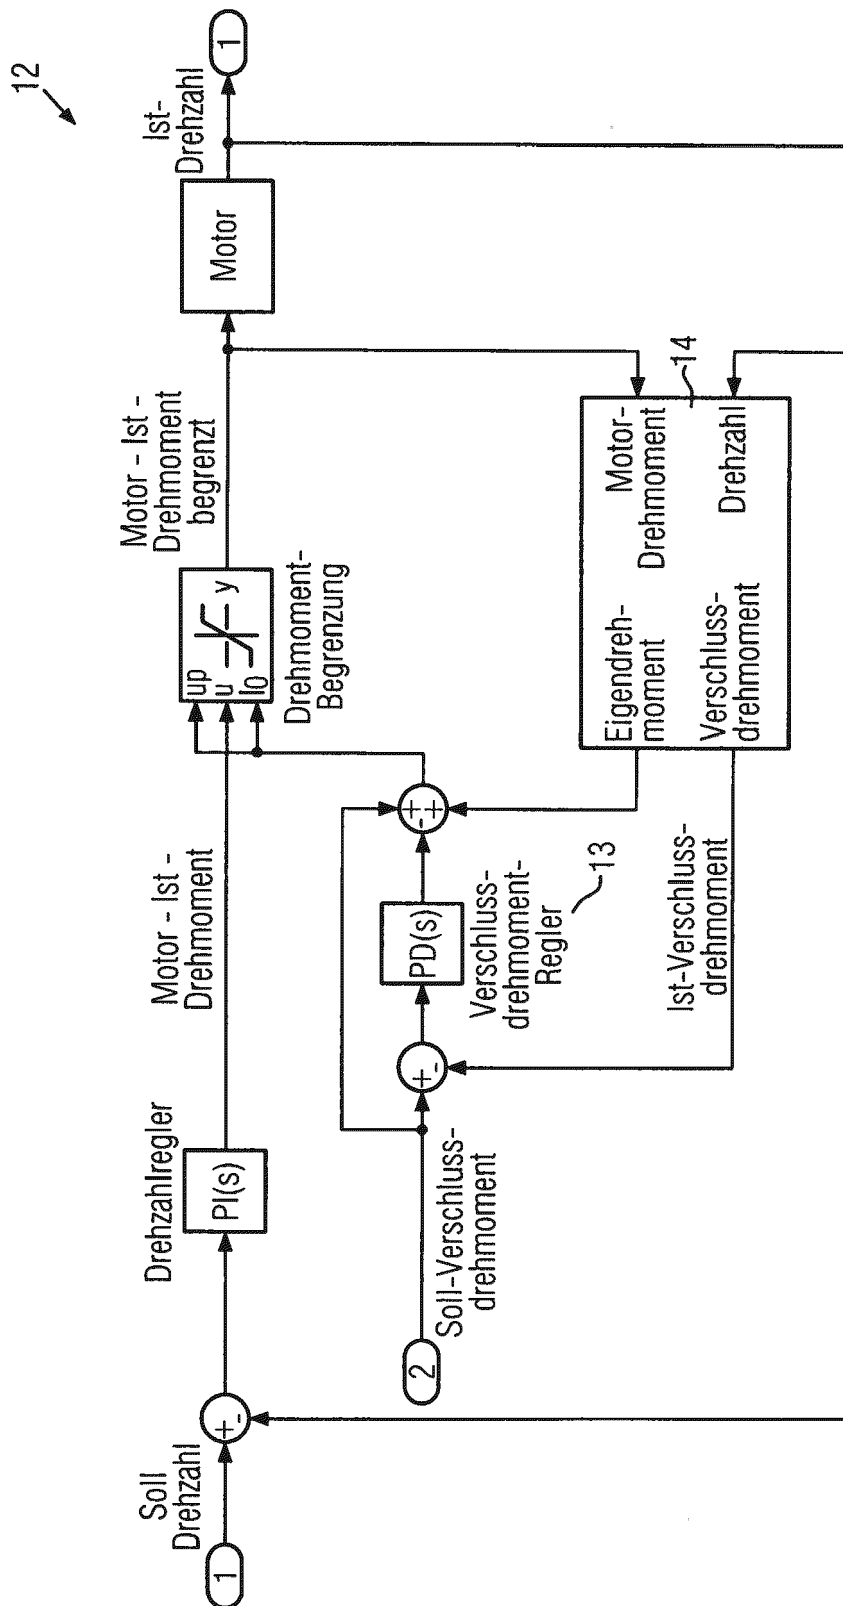 12
1
Soll
Drehzahl
+
-
Drehzahlregler
PI(s)
Motor - Ist -
Drehmoment
up
u
lo
y
Drehmoment-
Begrenzung
Motor - Ist -
Drehmoment
begrenzt
Motor
Ist-
Drehzahl
1
2
Soll-Verschluss-
drehmoment
+
-
PD(s)
Verschluss-
drehmoment-
Regler
13
+
-
+
Eigendreh-
moment
Verschluss-
drehmoment
Motor-
Drehmoment
Drehzahl
14
Ist-Verschluss-
drehmoment